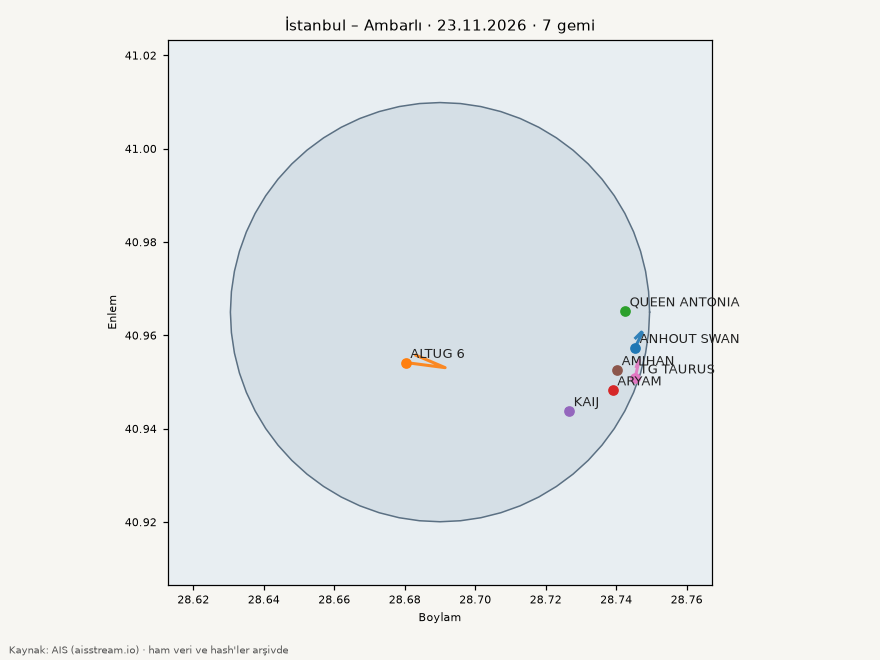 İstanbul – Ambarlı · 23.11.2026 · 7 gemi
41.02
41.00
40.98
40.96
40.94
40.92
Enlem
QUEEN ANTONIA
ANHOUT SWAN
ALTUG 6
AMIHAN
TG TAURUS
ARYAM
KAIJ
28.62 28.64 28.66 28.68 28.70 28.72 28.74 28.76
Boylam
Kaynak: AIS (aisstream.io) · ham veri ve hash'ler arşivde